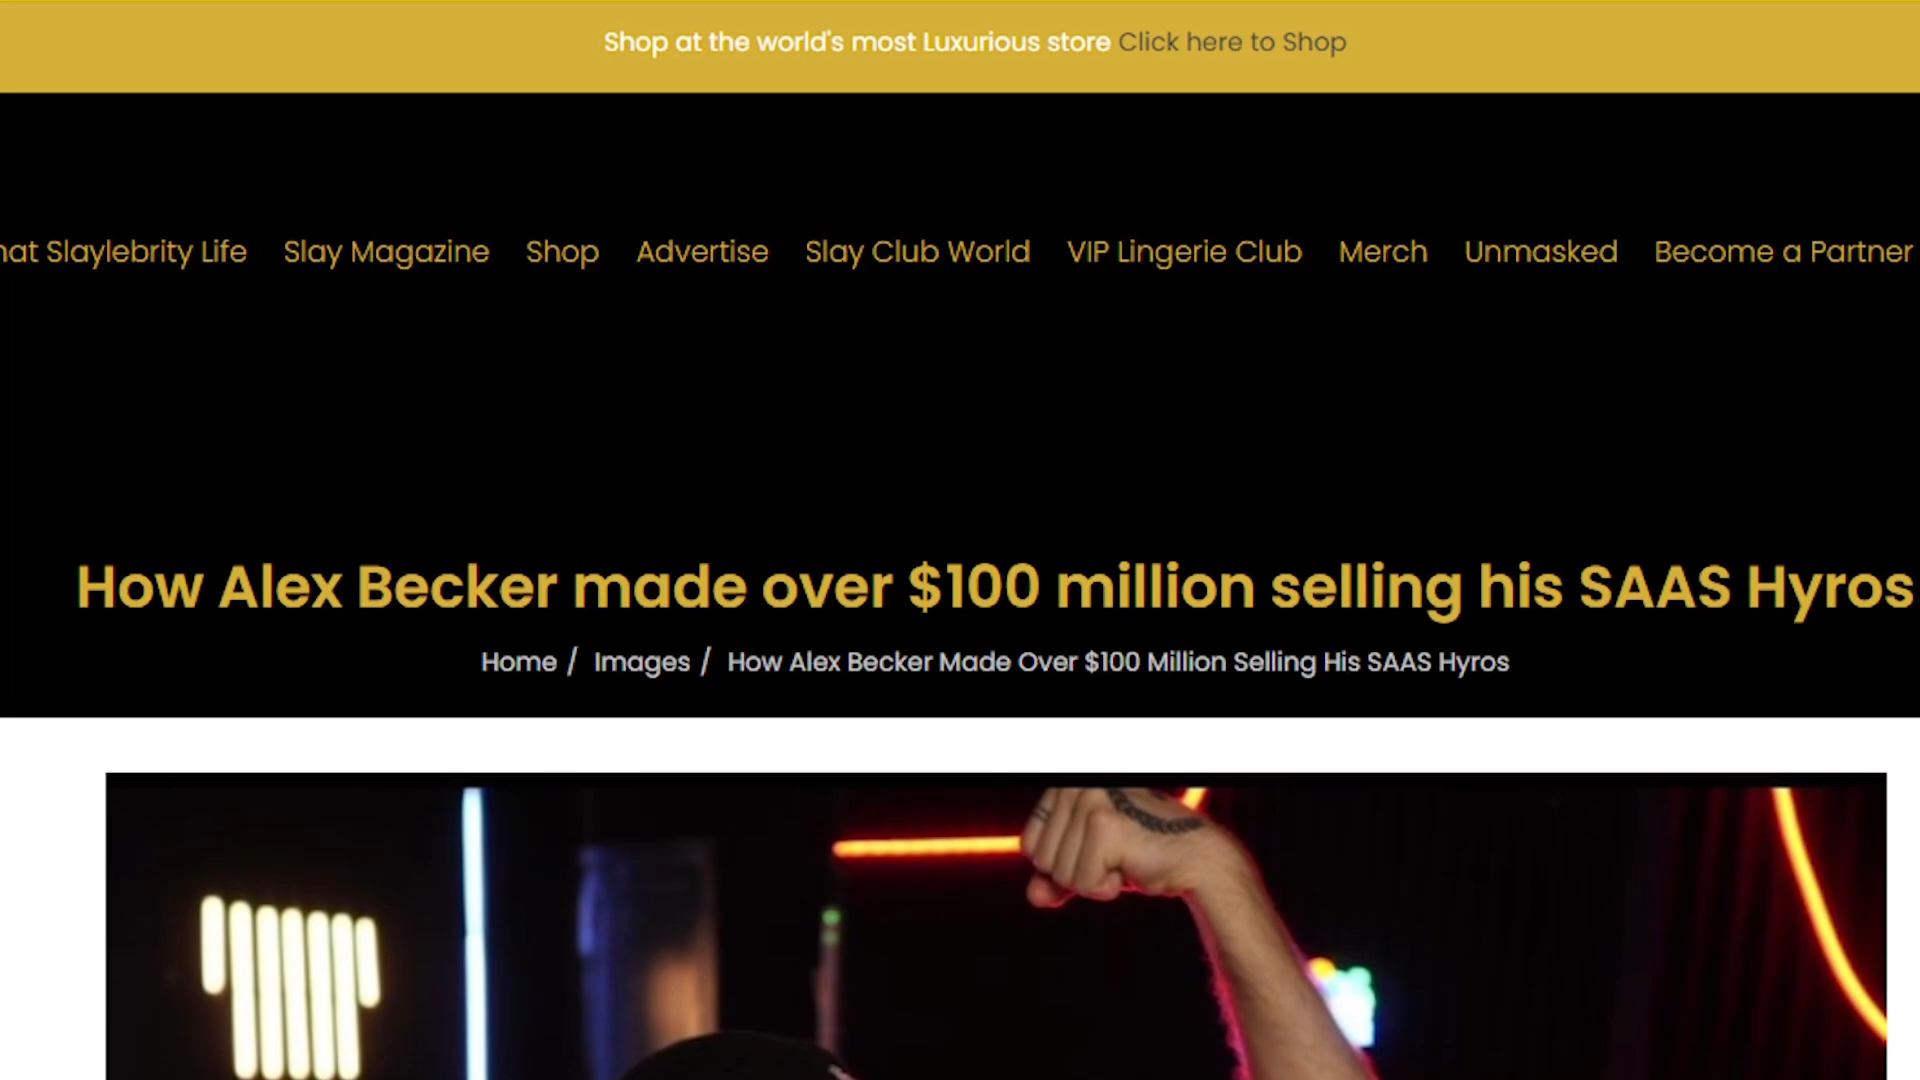 Shop at the world's most Luxurious store Click here to Shop
hat Slaylebrity Life Slay Magazine Shop Advertise Slay Club World VIP Lingerie Club Merch Unmasked Become a Partner
How Alex Becker made over $100 million selling his SAAS Hyros
Home / Images / How Alex Becker Made Over $100 Million Selling His SAAS Hyros